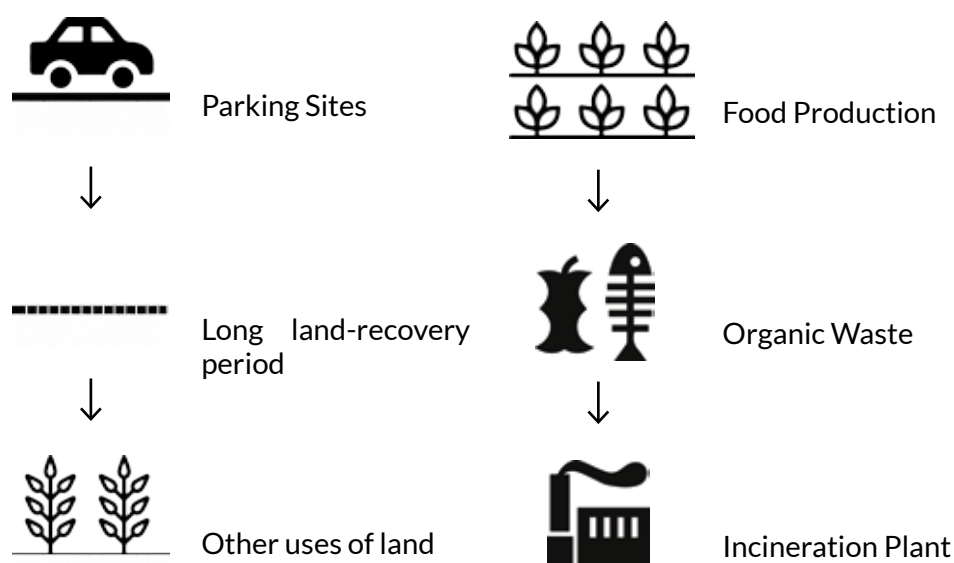 Parking Sites
Long land-recovery
period
Other uses of land
Food Production
Organic Waste
Incineration Plant